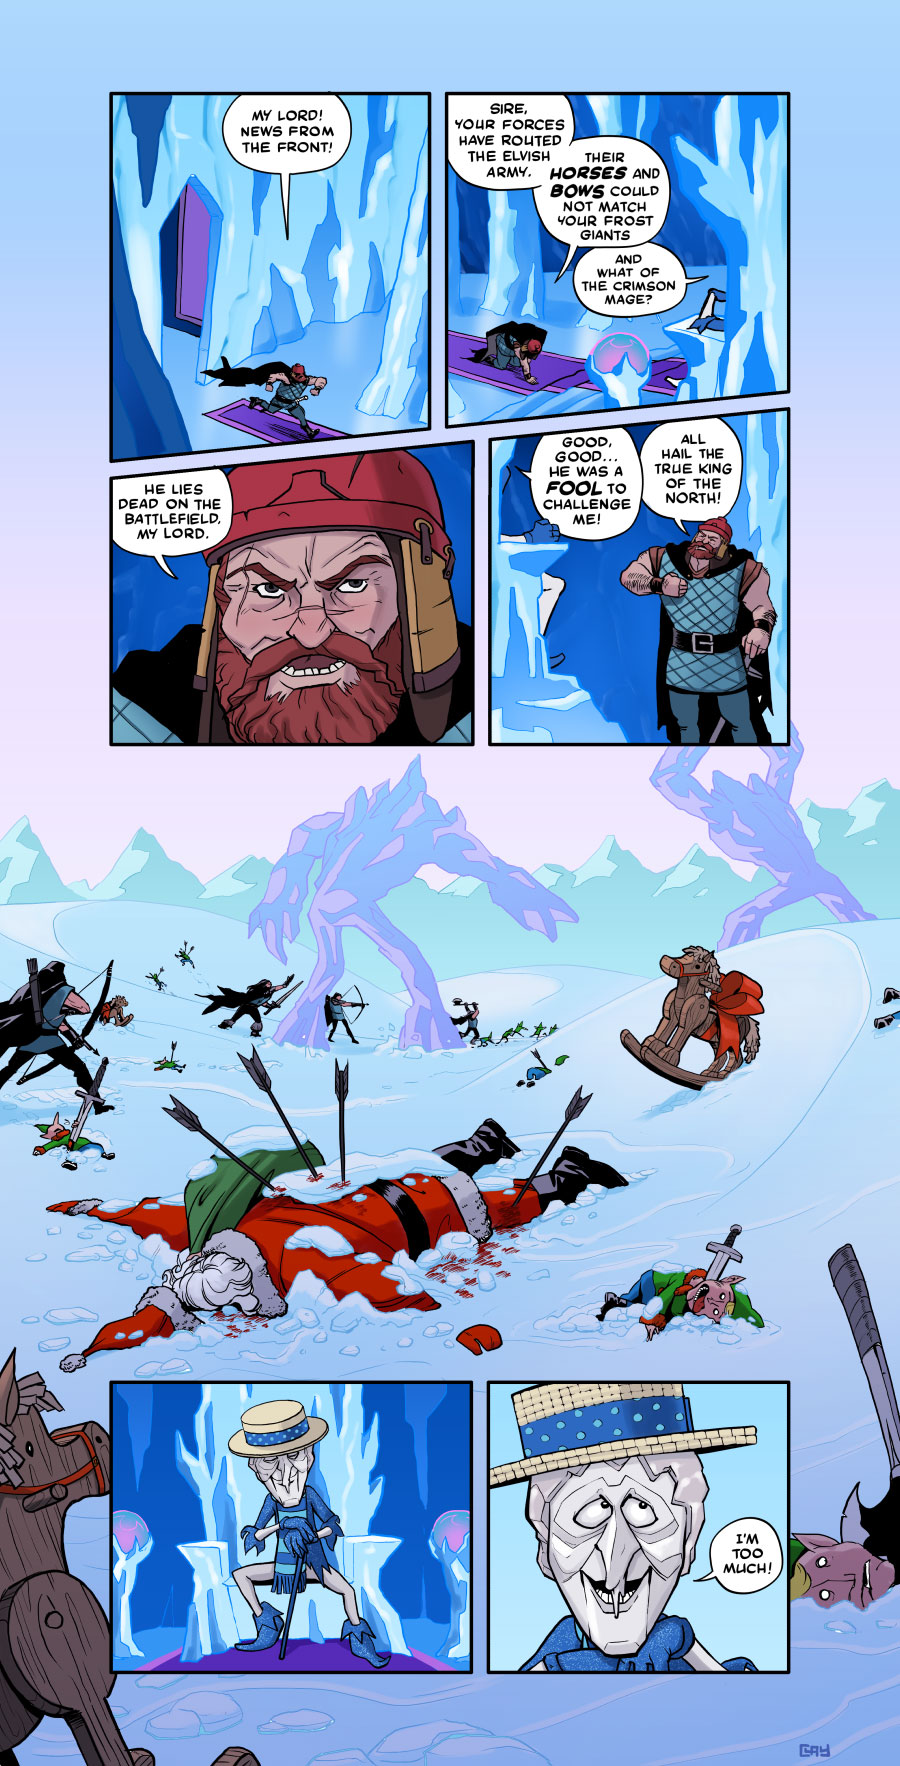 MY LORD!
NEWS FROM
THE FRONT!
SIRE,
YOUR FORCES
HAVE ROUTED
THE ELVISH
ARMY.
THEIR
HORSES AND
BOWS COULD
NOT MATCH
YOUR FROST
GIANTS
AND
WHAT OF
THE CRIMSON
MAGE?
HE LIES
DEAD ON THE
BATTLEFIELD,
MY LORD.
GOOD,
GOOD...
HE WAS A
FOOL TO
CHALLENGE
ME!
ALL
HAIL THE
TRUE KING
OF THE
NORTH!
I'M
TOO
MUCH!
CLAY